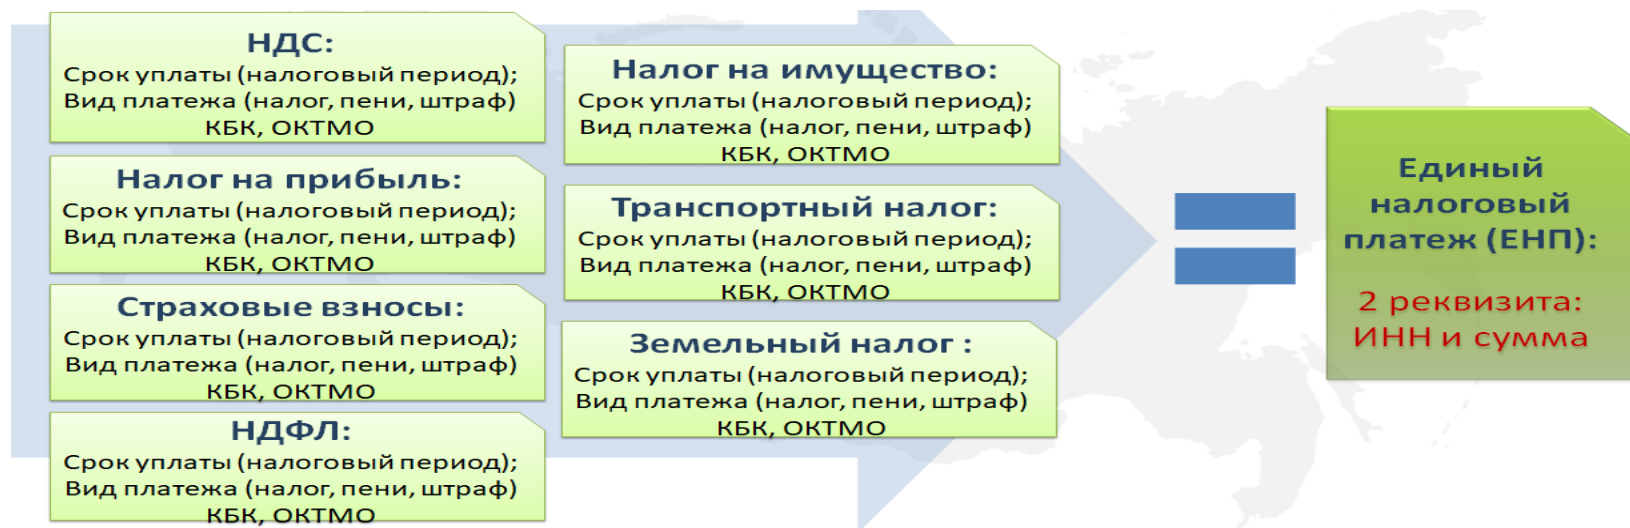 НДС:
Срок уплаты (налоговый период);
Вид платежа (налог, пени, штраф)
КБК, ОКТМО
Налог на прибыль:
Срок уплаты (налоговый период);
Вид платежа (налог, пени, штраф)
КБК, ОКТМО
Страховые взносы:
Срок уплаты (налоговый период);
Вид платежа (налог, пени, штраф)
КБК, ОКТМО
НДФЛ:
Срок уплаты (налоговый период);
Вид платежа (налог, пени, штраф)
КБК, ОКТМО
Налог на имущество:
Срок уплаты (налоговый период);
Вид платежа (налог, пени, штраф)
КБК, ОКТМО
Транспортный налог:
Срок уплаты (налоговый период);
Вид платежа (налог, пени, штраф)
КБК, ОКТМО
Земельный налог :
Срок уплаты (налоговый период);
Вид платежа (налог, пени, штраф)
КБК, ОКТМО
Единый
налоговый
платеж (ЕНП):
2 реквизита:
ИНН и сумма